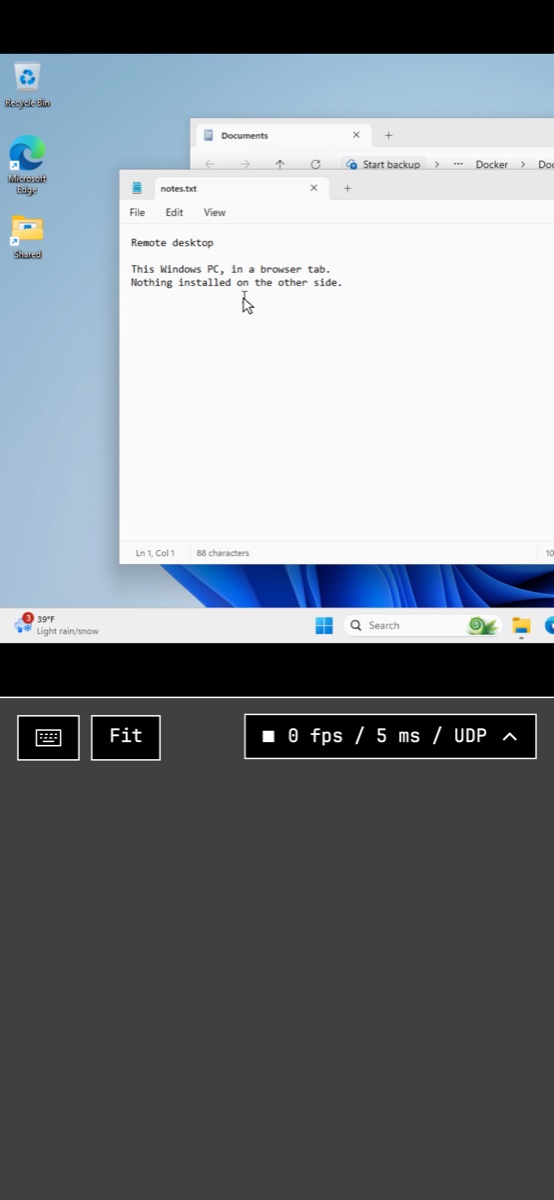 Recycle Bin
Microsoft
Edge
Shared
Documents
Start backup
Docker
notes.txt
File Edit View
Remote desktop
This Windows PC, in a browser tab.
Nothing installed on the other side.
Ln 1, Col 1 88 characters
3
39°F
Light rain/snow
Search
Fit
0 fps / 5 ms / UDP